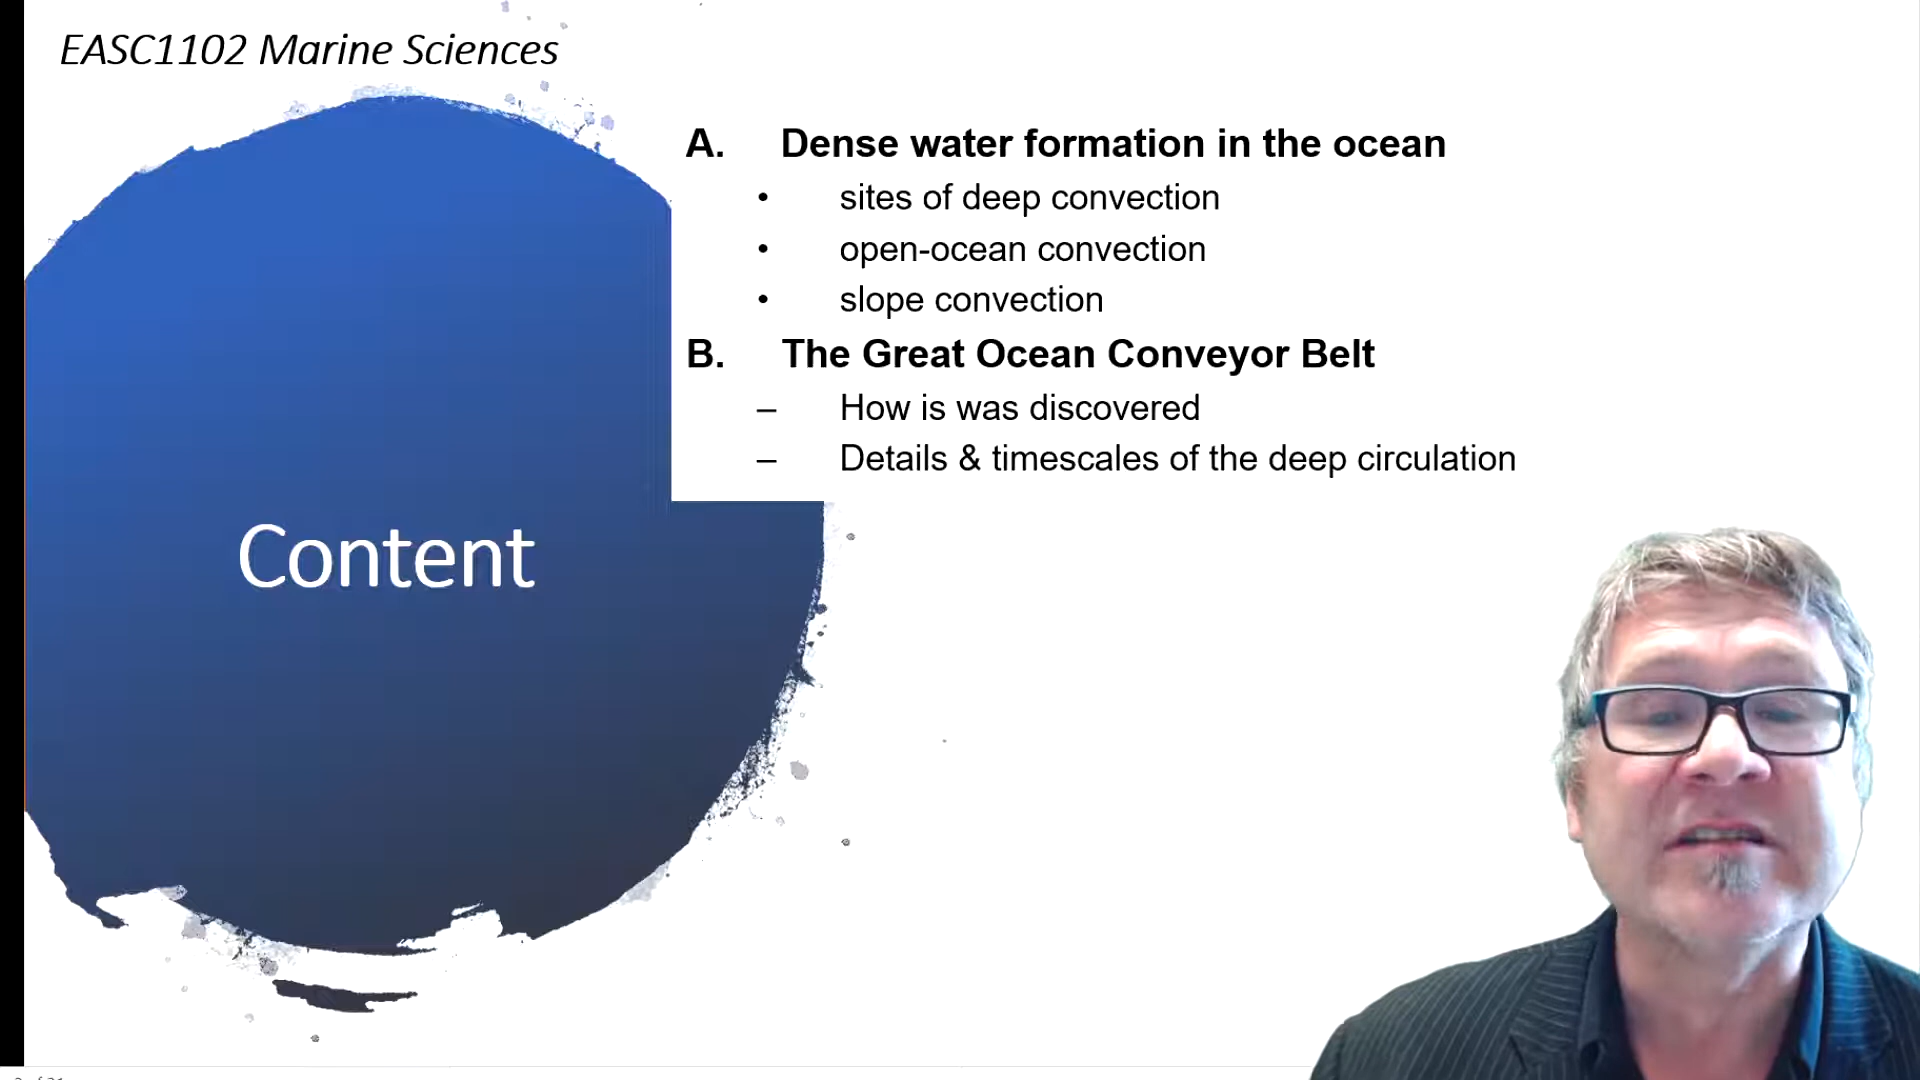 EASC1102 Marine Sciences
A. Dense water formation in the ocean
• sites of deep convection
• open-ocean convection
• slope convection
B. The Great Ocean Conveyor Belt
– How is was discovered
– Details & timescales of the deep circulation
Content